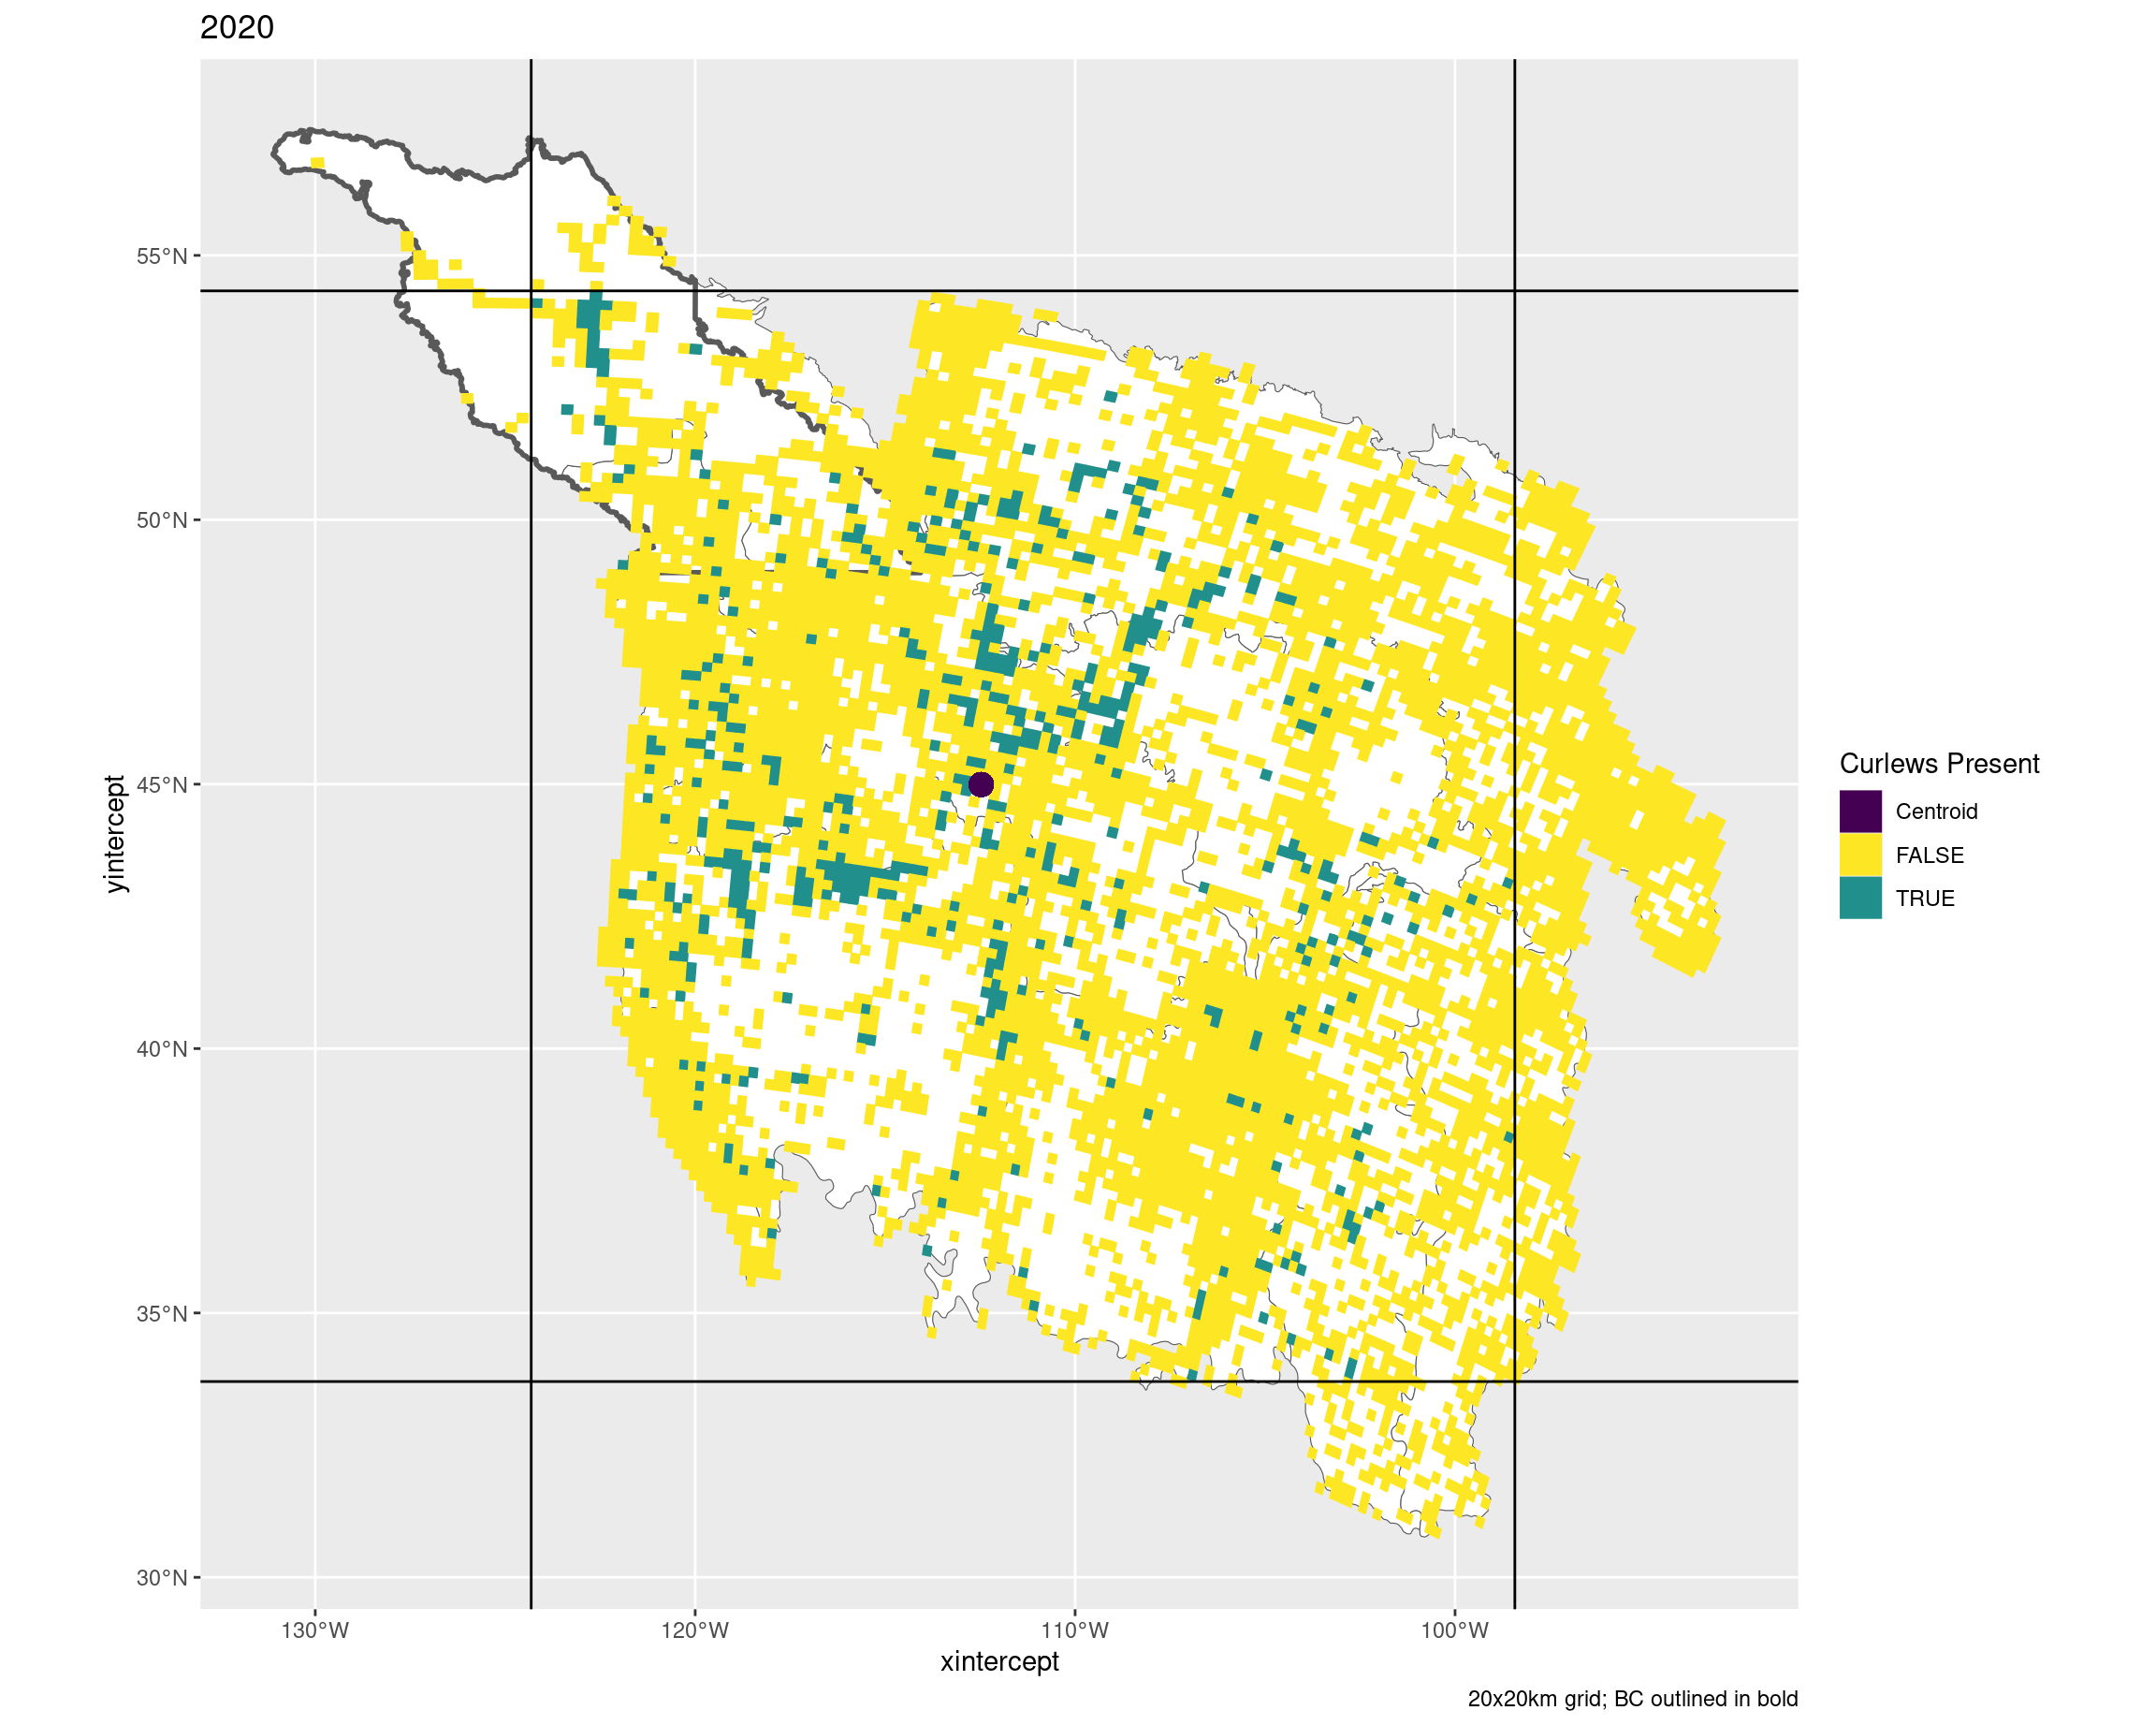 2020
55°N
50°N
45°N
40°N
35°N
30°N
yintercept
130°W
120°W
110°W
100°W
xintercept
Curlews Present
Centroid
FALSE
TRUE
20x20km grid; BC outlined in bold